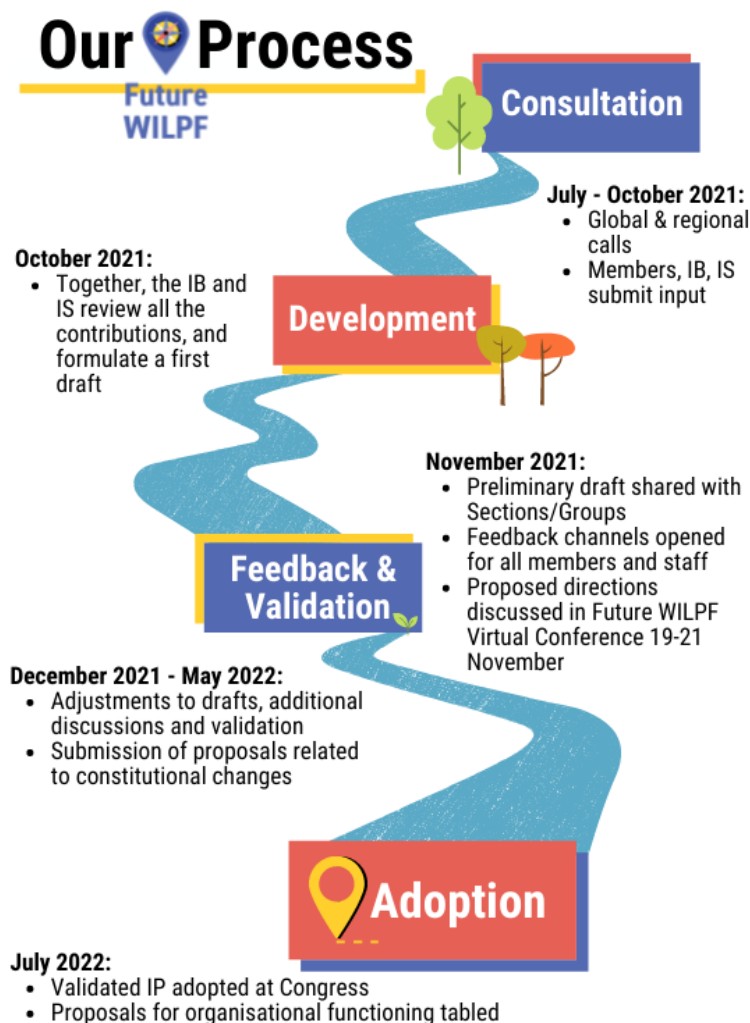 Our Process
Future
WILPF
Consultation
July - October 2021:
• Global & regional
calls
• Members, IB, IS
submit input
October 2021:
• Together, the IB and
IS review all the
contributions, and
formulate a first
draft
Development
November 2021:
• Preliminary draft shared with
Sections/Groups
• Feedback channels opened
for all members and staff
• Proposed directions
discussed in Future WILPF
Virtual Conference 19-21
November
Feedback &
Validation
December 2021 - May 2022:
• Adjustments to drafts, additional
discussions and validation
• Submission of proposals related
to constitutional changes
Adoption
July 2022:
• Validated IP adopted at Congress
• Proposals for organisational functioning tabled